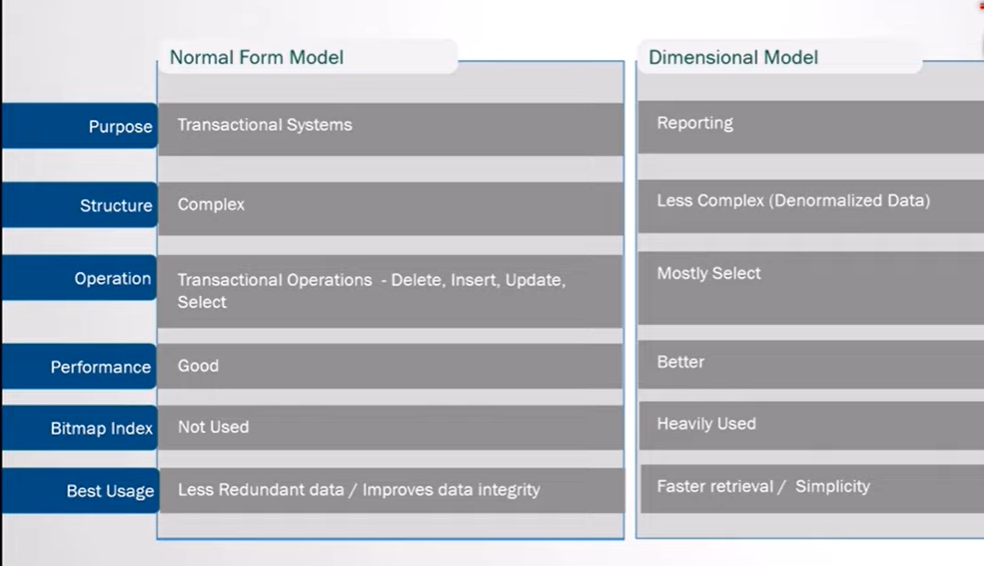 Normal Form Model
Dimensional Model
Purpose
Transactional Systems
Reporting
Structure
Complex
Less Complex (Denormalized Data)
Operation
Transactional Operations - Delete, Insert, Update,
Select
Mostly Select
Performance
Good
Better
Bitmap Index
Not Used
Heavily Used
Best Usage
Less Redundant data / Improves data integrity
Faster retrieval / Simplicity